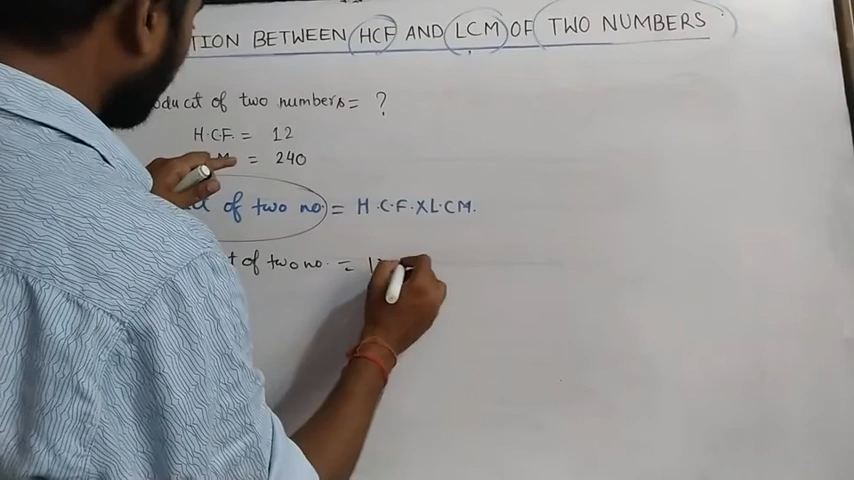 TION BETWEEN HCF AND LCM OF TWO NUMBERS
oduct of two numbers = ?
H.C.F. = 12
M = 240
of two no. = H.C.F. X L.C.M.
t of two no. = 1